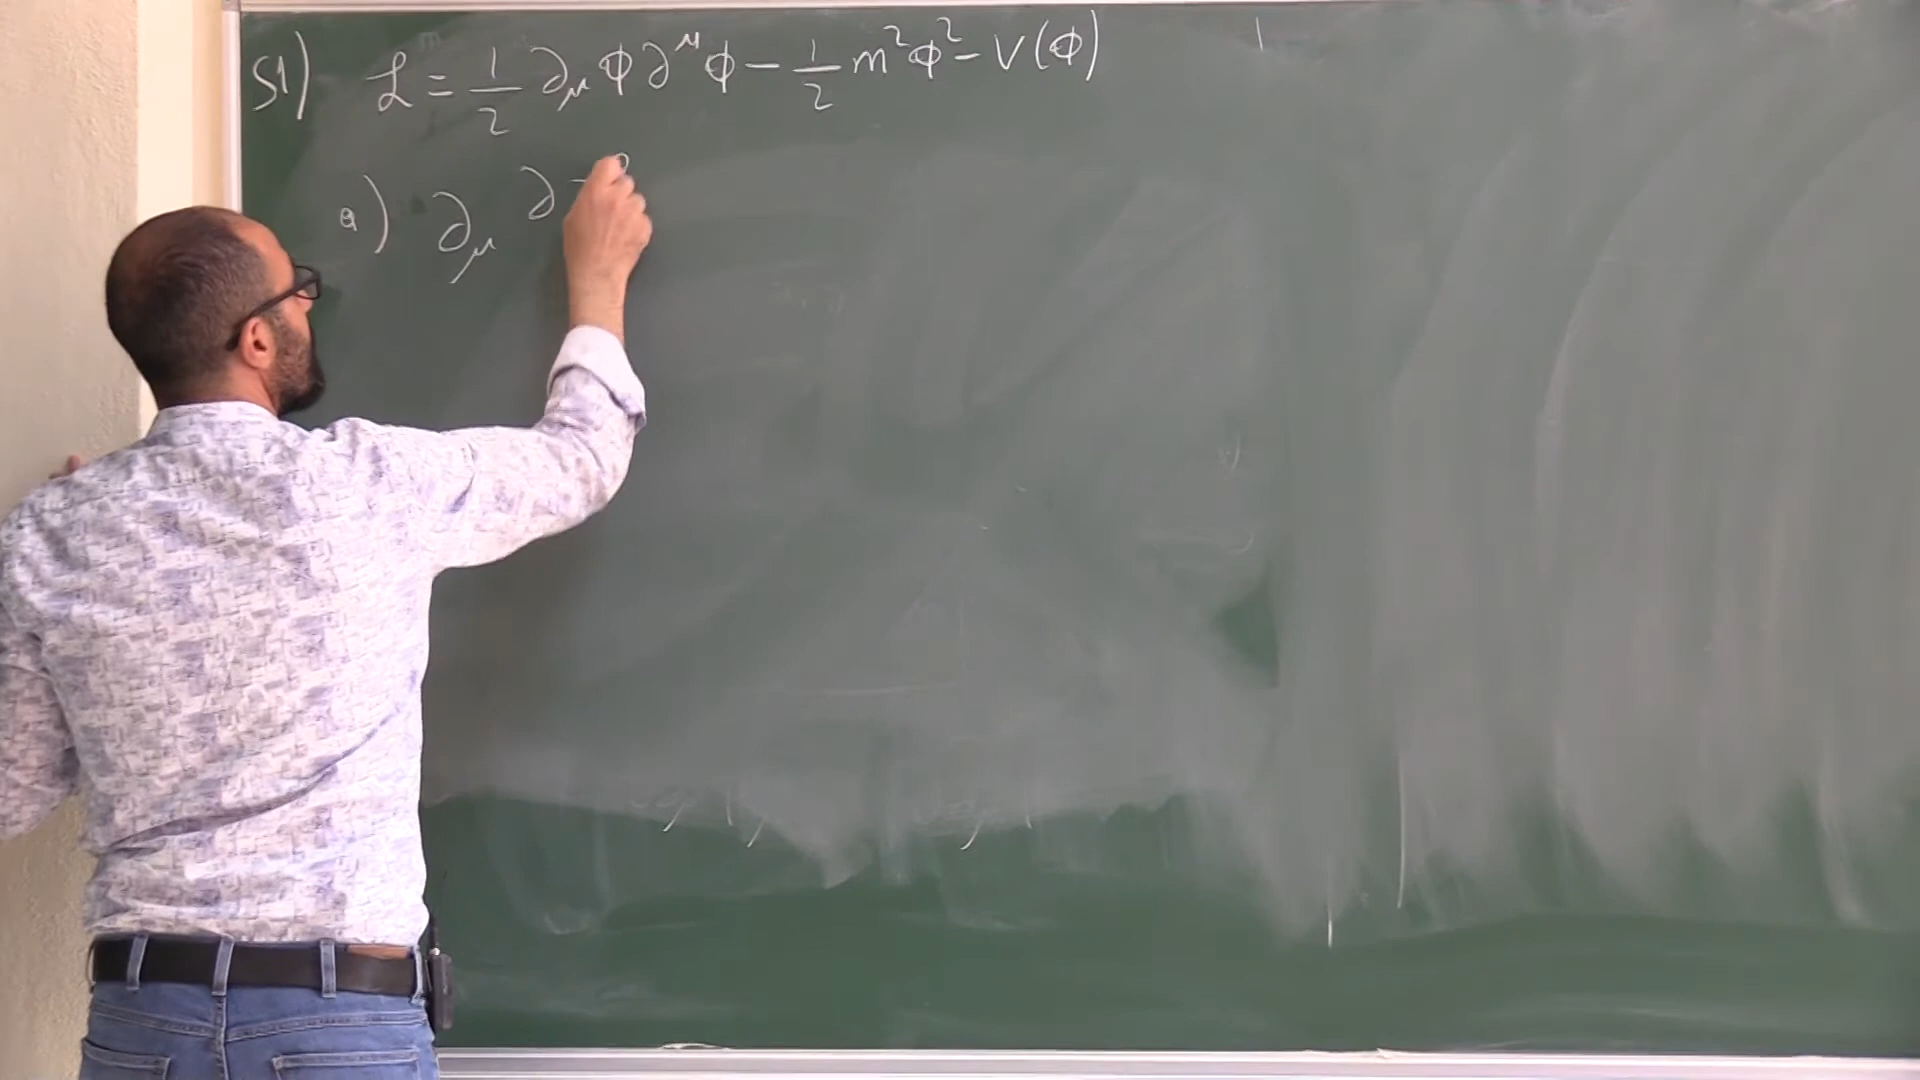 S1) ℒ = 1/2 ∂_μ ϕ ∂^μ ϕ − 1/2 m² ϕ² − V(ϕ)
a) ∂_μ ∂